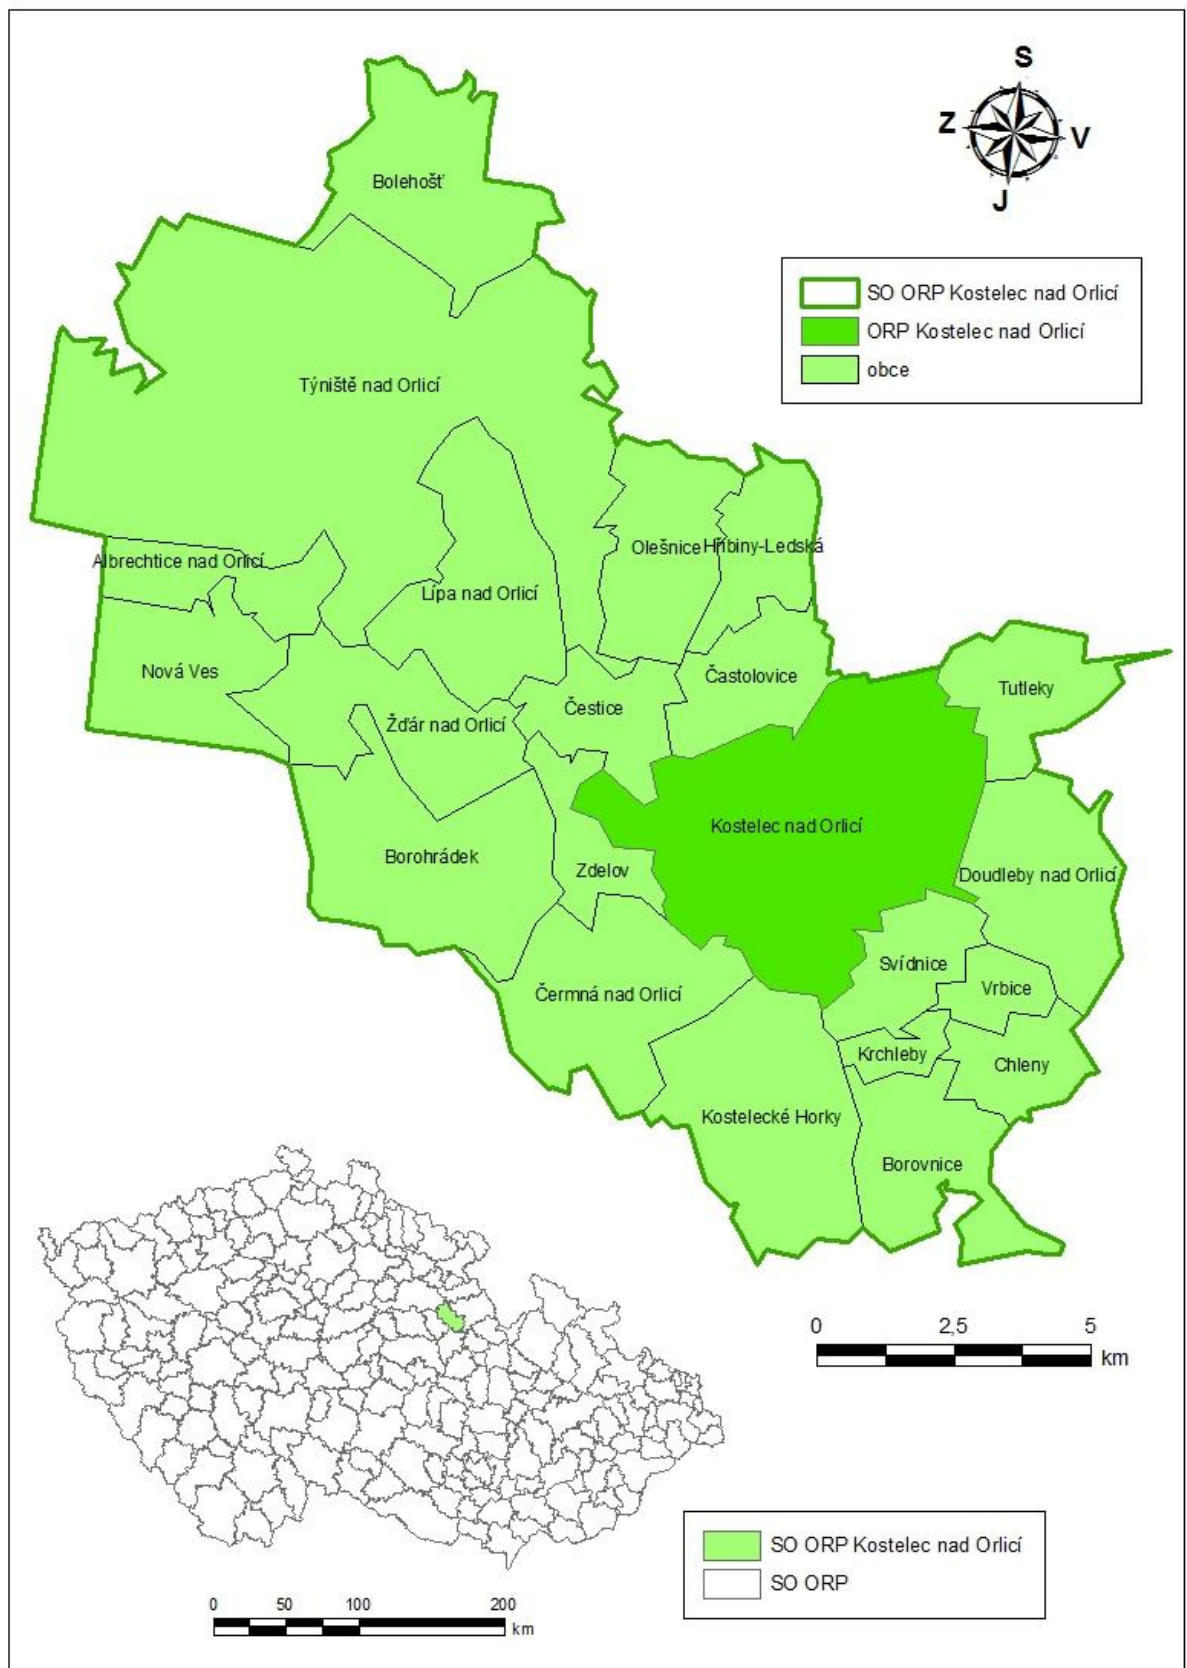 S
Z
V
J
Bolehošť
SO ORP Kostelec nad Orlicí
ORP Kostelec nad Orlicí
obce
Týniště nad Orlicí
Olešnice
Hřibiny-Ledská
Albrechtice nad Orlicí
Lípa nad Orlicí
Nová Ves
Častolovice
Tutleky
Čestice
Žďár nad Orlicí
Kostelec nad Orlicí
Borohrádek
Zdelov
Doudleby nad Orlicí
Svídnice
Vrbice
Čermná nad Orlicí
Krchleby
Chleny
Kostelecké Horky
Borovnice
0 2,5 5
km
SO ORP Kostelec nad Orlicí
SO ORP
0 50 100 200
km